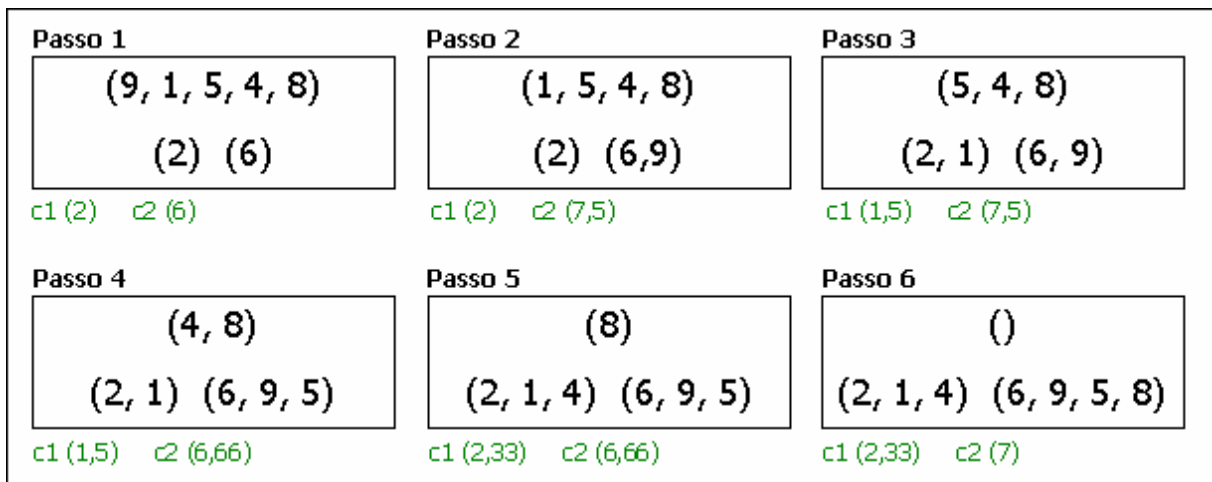 Passo 1
(9, 1, 5, 4, 8)
(2) (6)
c1 (2) c2 (6)
Passo 2
(1, 5, 4, 8)
(2) (6,9)
c1 (2) c2 (7,5)
Passo 3
(5, 4, 8)
(2, 1) (6, 9)
c1 (1,5) c2 (7,5)
Passo 4
(4, 8)
(2, 1) (6, 9, 5)
c1 (1,5) c2 (6,66)
Passo 5
(8)
(2, 1, 4) (6, 9, 5)
c1 (2,33) c2 (6,66)
Passo 6
()
(2, 1, 4) (6, 9, 5, 8)
c1 (2,33) c2 (7)